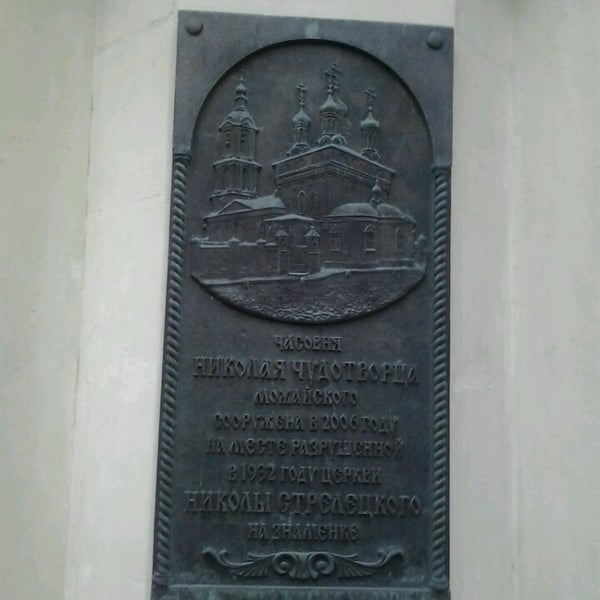 ЧАСОВНЯ
НИКОЛАЯ ЧУДОТВОРЦА
МОЖАЙСКОГО
СООРУЖЕНА В 2006 ГОДУ
НА МЕСТЕ РАЗРУШЕННОЙ
В 1932 ГОДУ ЦЕРКВИ
НИКОЛЫ СТРЕЛЕЦКОГО
НА ЗНАМЕНКЕ